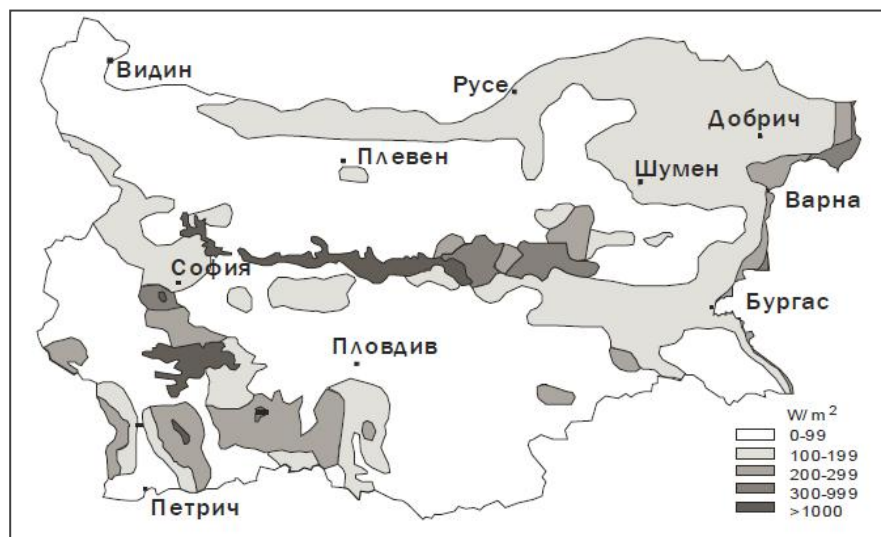 Видин
Русе
Добрич
Плевен
Шумен
Варна
София
Бургас
Пловдив
W/m²
0-99
100-199
200-299
300-999
>1000
Петрич